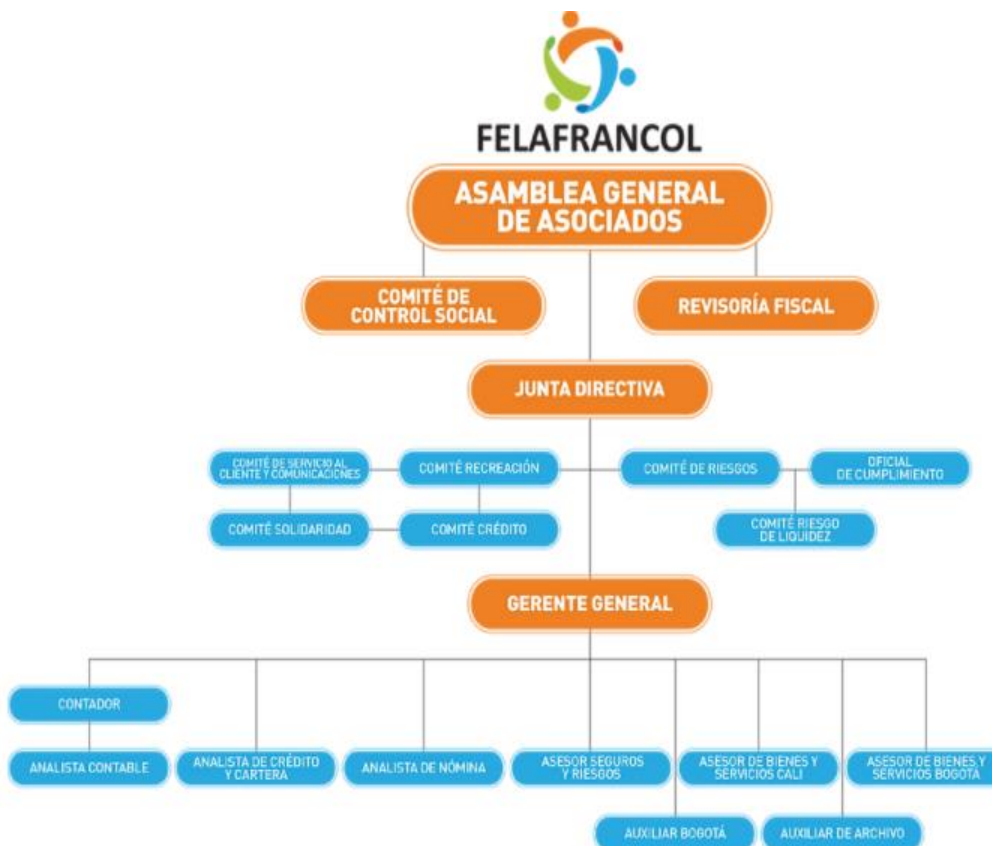 FELAFRANCOL
ASAMBLEA GENERAL
DE ASOCIADOS
COMITÉ DE
CONTROL SOCIAL
REVISORÍA FISCAL
JUNTA DIRECTIVA
COMITÉ DE SERVICIO AL
CLIENTE Y COMUNICACIONES
COMITÉ RECREACIÓN
COMITÉ DE RIESGOS
OFICIAL
DE CUMPLIMIENTO
COMITÉ SOLIDARIDAD
COMITÉ CRÉDITO
COMITÉ RIESGO
DE LIQUIDEZ
GERENTE GENERAL
CONTADOR
ANALISTA CONTABLE
ANALISTA DE CRÉDITO
Y CARTERA
ANALISTA DE NÓMINA
ASESOR SEGUROS
Y RIESGOS
ASESOR DE BIENES Y
SERVICIOS CALI
ASESOR DE BIENES Y
SERVICIOS BOGOTÁ
AUXILIAR BOGOTÁ
AUXILIAR DE ARCHIVO